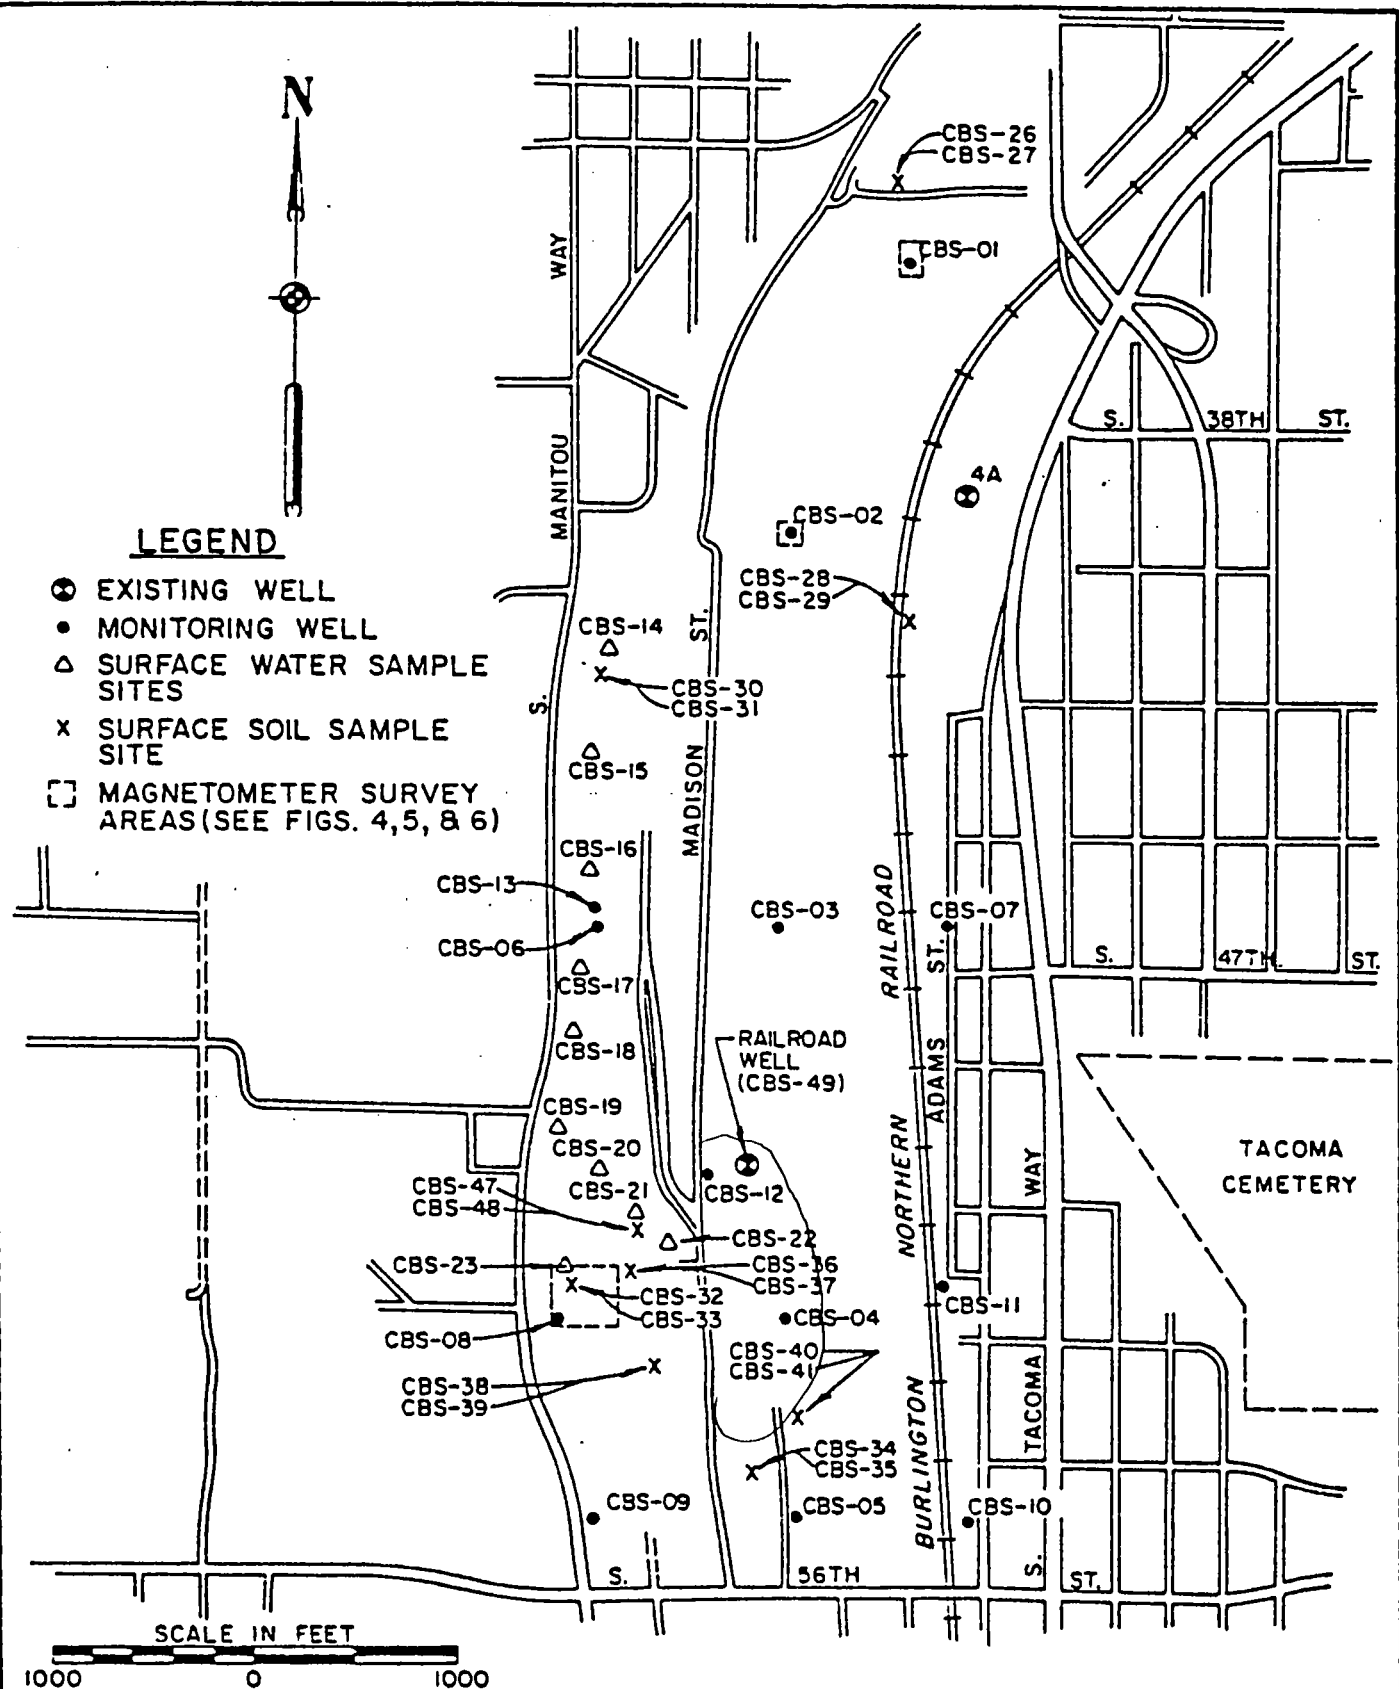 N
CBS-26
CBS-27
CBS-01
WAY
MANITOU
S.
S. 38TH ST.
4A
CBS-02
CBS-28
CBS-29
LEGEND
EXISTING WELL
MONITORING WELL
SURFACE WATER SAMPLE
SITES
SURFACE SOIL SAMPLE
SITE
MAGNETOMETER SURVEY
AREAS (SEE FIGS. 4,5, & 6)
CBS-14
CBS-30
CBS-31
ST.
MADISON
CBS-15
CBS-16
CBS-13
CBS-06
CBS-03
CBS-07
RAILROAD
ST.
ADAMS
S. 47TH. ST.
CBS-17
CBS-18
RAILROAD
WELL
(CBS-49)
CBS-19
CBS-20
CBS-47
CBS-48
CBS-21
CBS-12
NORTHERN
WAY
TACOMA
CEMETERY
CBS-22
CBS-23
CBS-36
CBS-37
CBS-32
CBS-33
CBS-08
CBS-04
CBS-11
CBS-40
CBS-41
CBS-38
CBS-39
TACOMA
BURLINGTON
CBS-34
CBS-35
CBS-09
CBS-05
CBS-10
S.
S. 56TH ST.
SCALE IN FEET
1000 0 1000